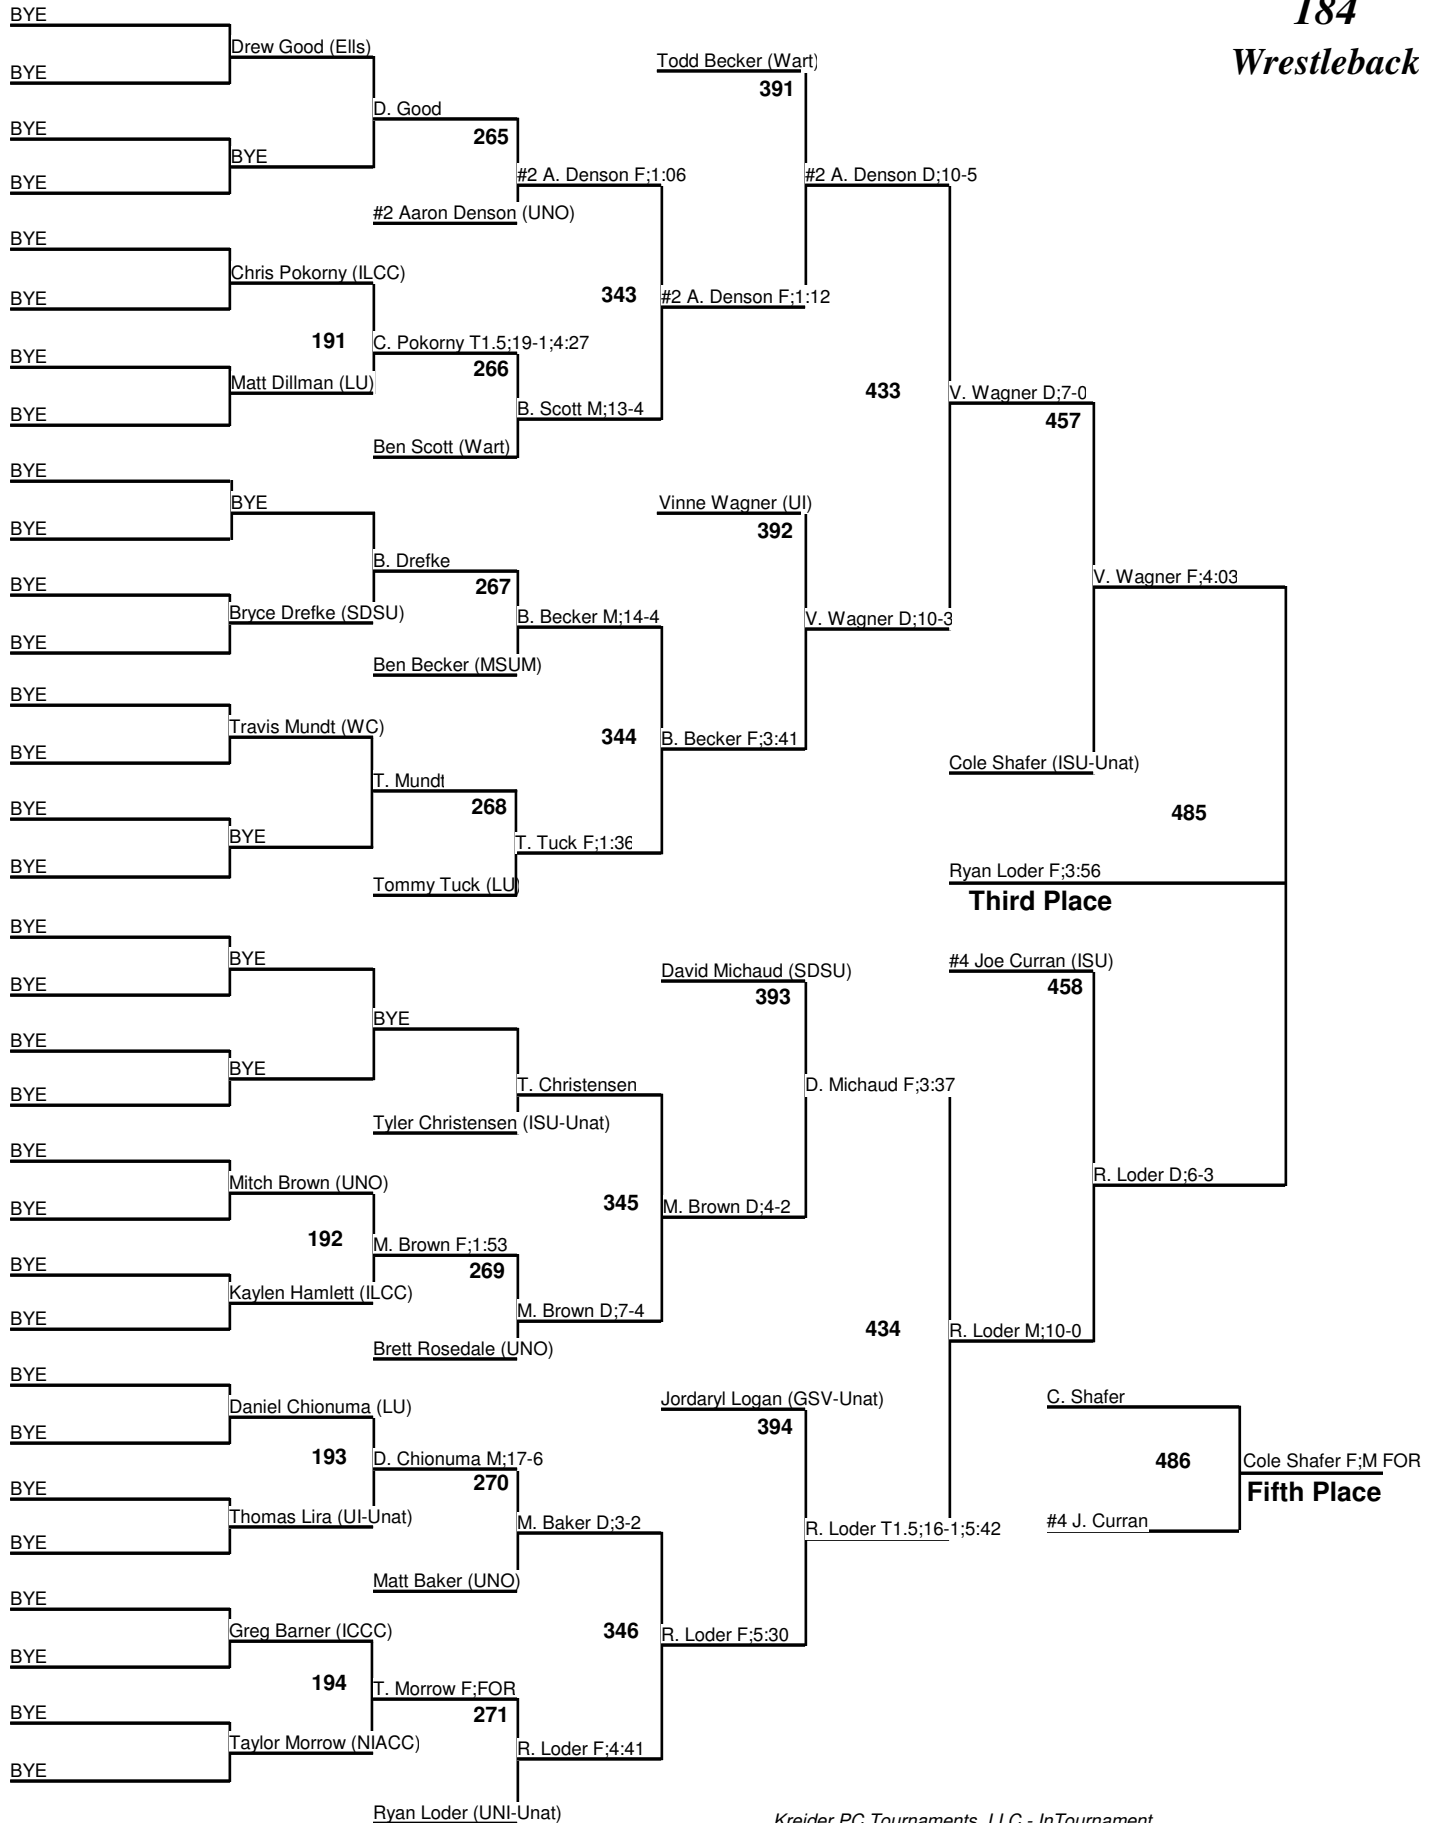 184
Wrestleback
BYE
Drew Good (Ells)
BYE
D. Good
265
BYE
BYE
BYE
#2 A. Denson F;1:06
#2 Aaron Denson (UNO)
BYE
Chris Pokorny (ILCC)
BYE
343
#2 A. Denson F;1:12
191
C. Pokorny T1.5;19-1;4:27
BYE
266
Matt Dillman (LU)
BYE
B. Scott M;13-4
Ben Scott (Wart)
Todd Becker (Wart)
391
#2 A. Denson D;10-5
433
V. Wagner D;7-0
457
BYE
BYE
BYE
B. Drefke
267
BYE
Bryce Drefke (SDSU)
BYE
B. Becker M;14-4
Ben Becker (MSUM)
BYE
Travis Mundt (WC)
BYE
344
B. Becker F;3:41
T. Mundt
268
BYE
BYE
BYE
T. Tuck F;1:36
Tommy Tuck (LU)
Vinne Wagner (UI)
392
V. Wagner D;10-3
V. Wagner F;4:03
Cole Shafer (ISU-Unat)
485
Ryan Loder F;3:56
Third Place
BYE
BYE
BYE
BYE
BYE
BYE
BYE
T. Christensen
Tyler Christensen (ISU-Unat)
BYE
Mitch Brown (UNO)
BYE
345
M. Brown D;4-2
192
M. Brown F;1:53
269
BYE
Kaylen Hamlett (ILCC)
BYE
M. Brown D;7-4
Brett Rosedale (UNO)
David Michaud (SDSU)
393
D. Michaud F;3:37
#4 Joe Curran (ISU)
458
R. Loder D;6-3
434
R. Loder M;10-0
BYE
Daniel Chionuma (LU)
BYE
193
D. Chionuma M;17-6
270
BYE
Thomas Lira (UI-Unat)
BYE
M. Baker D;3-2
Matt Baker (UNO)
BYE
Greg Barner (ICCC)
BYE
346
R. Loder F;5:30
194
T. Morrow F;FOR
271
BYE
Taylor Morrow (NIACC)
BYE
R. Loder F;4:41
Ryan Loder (UNI-Unat)
Jordaryl Logan (GSV-Unat)
394
R. Loder T1.5;16-1;5:42
C. Shafer
486
Cole Shafer F;M FOR
Fifth Place
#4 J. Curran
Kreider PC Tournaments, LLC - InTournament